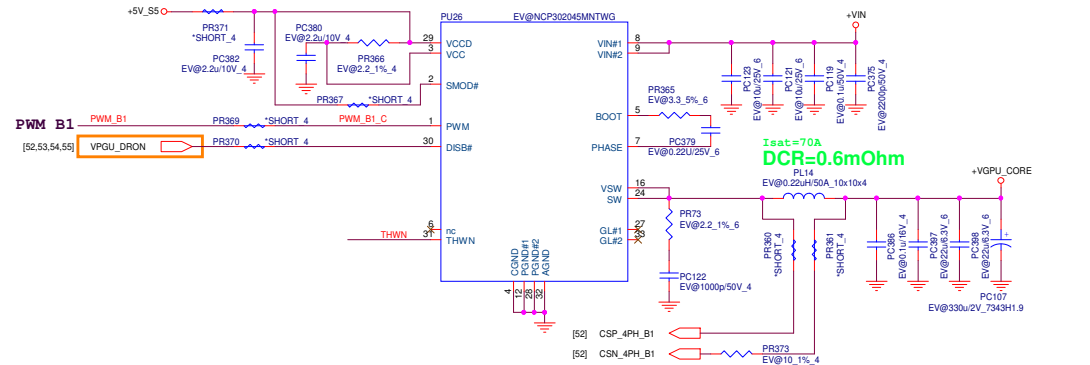 +5V_S5
PR371
*SHORT_4
PC382
EV@2.2u/10V_4
PC380
EV@2.2u/10V_4
PR366
EV@2.2_1%_4
PR367
*SHORT_4
PU26
EV@NCP302045MNTWG
29
VCCD
3
VCC
2
SMOD#
1
PWM
30
DISB#
6
nc
31
THWN
PWM B1
PWM_B1
PR369
*SHORT_4
PWM_B1_C
[52,53,54,55]
VPGU_DRON
PR370
*SHORT_4
THWN
CGND
PGND#1
PGND#2
AGND
4
12
28
32
VIN#1
8
VIN#2
9
BOOT
5
PHASE
7
VSW
16
SW
24
GL#1
27
GL#2
33
+VIN
PC123
EV@10u/25V_6
PC121
EV@10u/25V_6
PC119
EV@0.1u/50V_4
PC375
EV@2200p/50V_4
PR365
EV@3.3_5%_6
PC379
EV@0.22U/25V_6
Isat=70A
DCR=0.6mOhm
PL14
EV@0.22uH/50A_10x10x4
+VGPU_CORE
PR73
EV@2.2_1%_6
PC122
EV@1000p/50V_4
PR360
*SHORT_4
PR361
*SHORT_4
PC386
EV@0.1u/16V_4
PC397
EV@22u/6.3V_6
PC398
EV@22u/6.3V_6
+
PC107
EV@330u/2V_7343H1.9
[52]
CSP_4PH_B1
[52]
CSN_4PH_B1
PR373
EV@10_1%_4